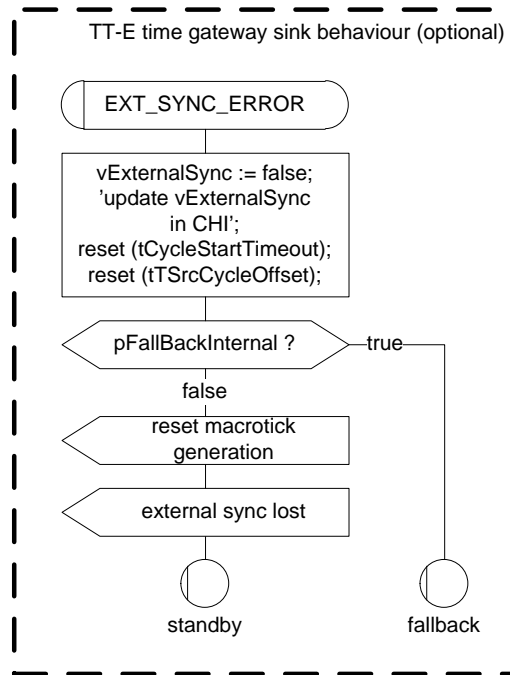 TT-E time gateway sink behaviour (optional)
EXT_SYNC_ERROR
vExternalSync := false;
'update vExternalSync
in CHI';
reset (tCycleStartTimeout);
reset (tTSrcCycleOffset);
pFallBackInternal ?
true
false
reset macrotick
generation
external sync lost
standby
fallback